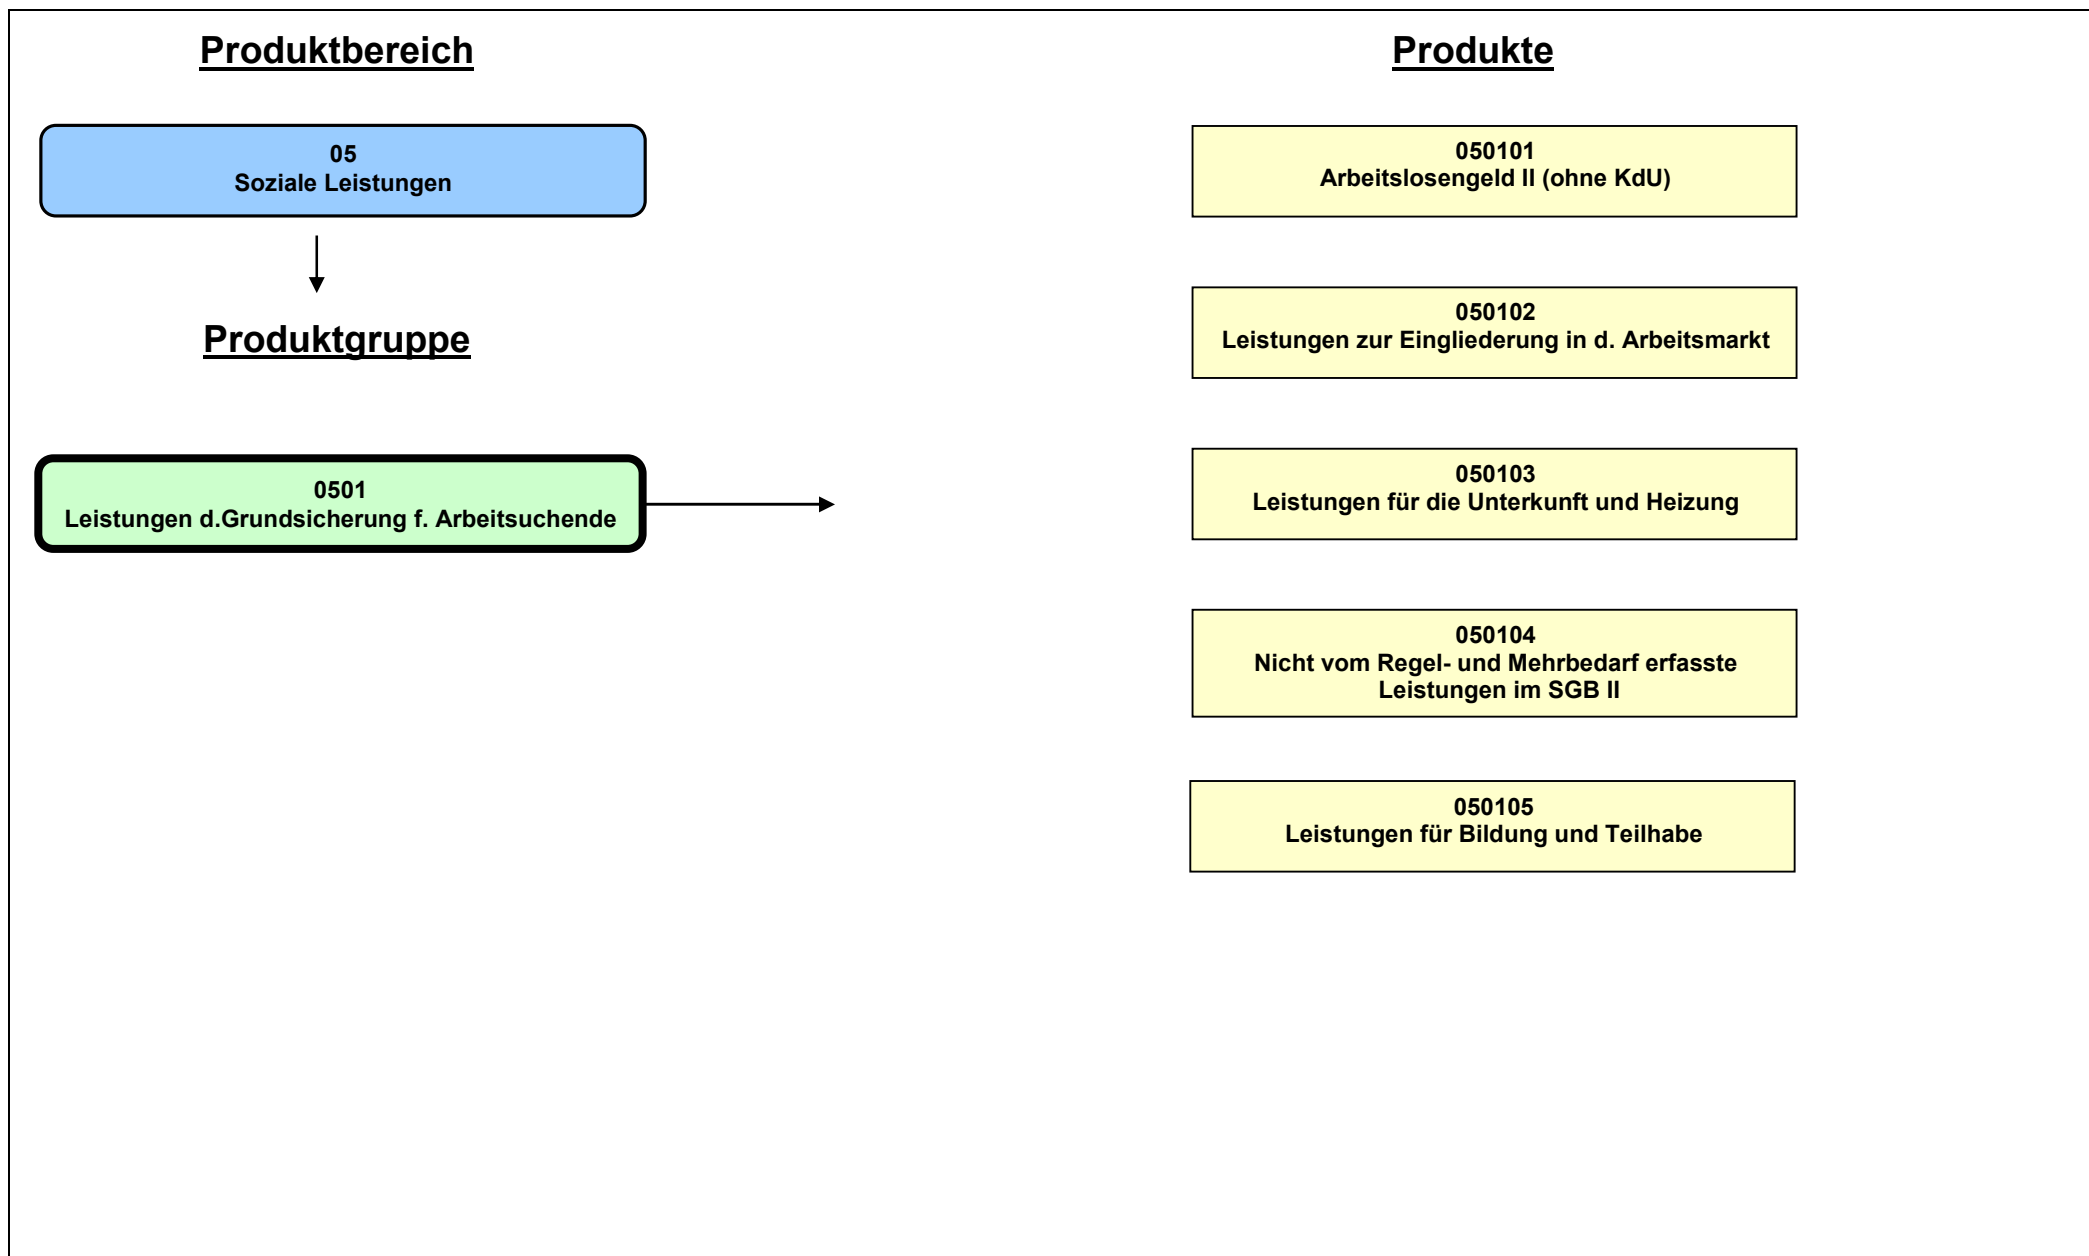 Produktbereich
05
Soziale Leistungen
Produktgruppe
0501
Leistungen d.Grundsicherung f. Arbeitsuchende
Produkte
050101
Arbeitslosengeld II (ohne KdU)
050102
Leistungen zur Eingliederung in d. Arbeitsmarkt
050103
Leistungen für die Unterkunft und Heizung
050104
Nicht vom Regel- und Mehrbedarf erfasste
Leistungen im SGB II
050105
Leistungen für Bildung und Teilhabe